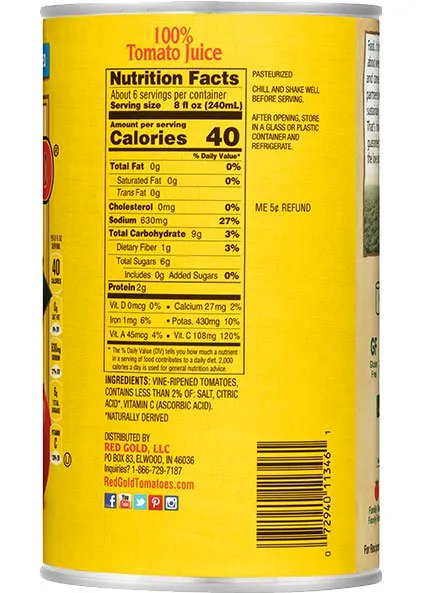 100%
Tomato Juice
Nutrition Facts
About 6 servings per container
Serving size 8 fl oz (240mL)
Amount per serving
Calories 40
% Daily Value*
Total Fat 0g 0%
Saturated Fat 0g 0%
Trans Fat 0g
Cholesterol 0mg 0%
Sodium 630mg 27%
Total Carbohydrate 9g 3%
Dietary Fiber 1g 3%
Total Sugars 6g
Includes 0g Added Sugars 0%
Protein 2g
Vit. D 0mcg 0% • Calcium 27mg 2%
Iron 1mg 6% • Potas. 430mg 10%
Vit. A 45mcg 4% • Vit. C 108mg 120%
* The % Daily Value (DV) tells you how much a nutrient
in a serving of food contributes to a daily diet. 2,000
calories a day is used for general nutrition advice.
INGREDIENTS: VINE-RIPENED TOMATOES,
CONTAINS LESS THAN 2% OF: SALT, CITRIC
ACID*, VITAMIN C (ASCORBIC ACID).
*NATURALLY DERIVED
DISTRIBUTED BY
RED GOLD, LLC
PO BOX 83, ELWOOD, IN 46036
Inquiries? 1-866-729-7187
RedGoldTomatoes.com
PASTEURIZED
CHILL AND SHAKE WELL
BEFORE SERVING.
AFTER OPENING, STORE
IN A GLASS OR PLASTIC
CONTAINER AND
REFRIGERATE.
ME 5¢ REFUND
0 72940 11346 1
40
CALORIES
630mg
GF